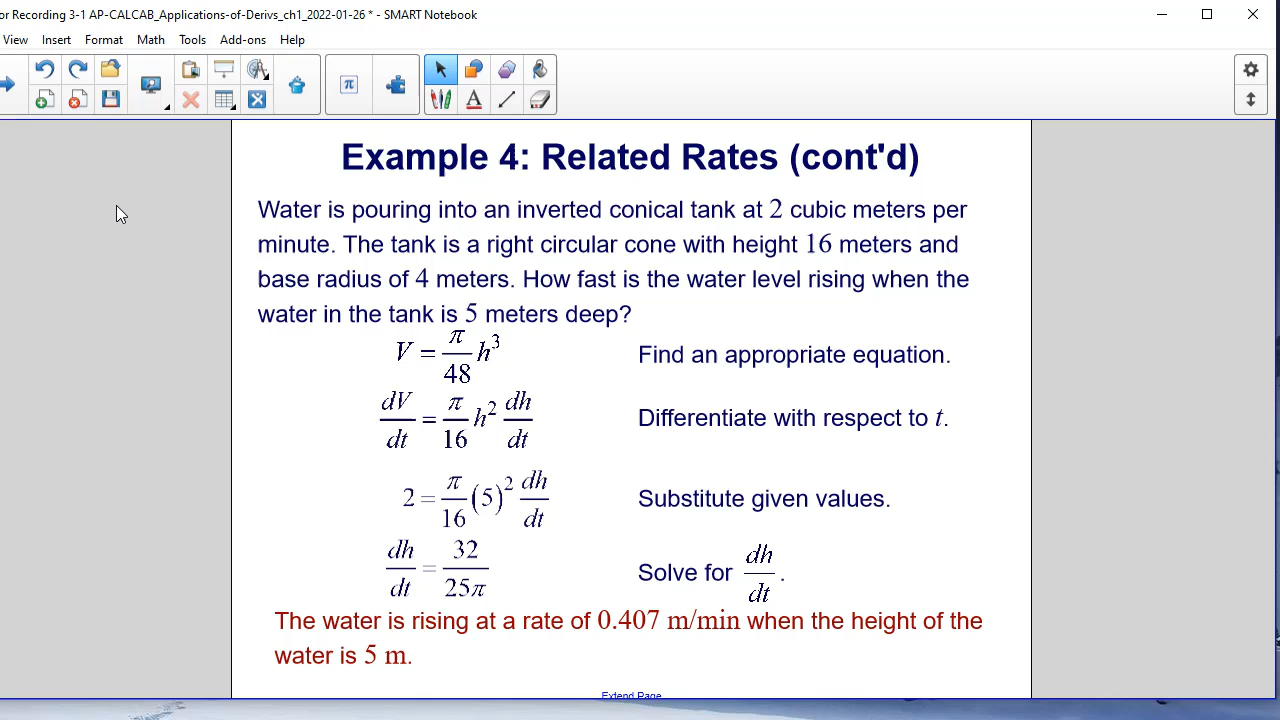 or Recording 3-1 AP-CALCAB_Applications-of-Derivs_ch1_2022-01-26 * - SMART Notebook
View Insert Format Math Tools Add-ons Help
Example 4: Related Rates (cont'd)
Water is pouring into an inverted conical tank at 2 cubic meters per
minute. The tank is a right circular cone with height 16 meters and
base radius of 4 meters. How fast is the water level rising when the
water in the tank is 5 meters deep?
V = π/48 h³ Find an appropriate equation.
dV/dt = π/16 h² dh/dt Differentiate with respect to t.
2 = π/16 (5)² dh/dt Substitute given values.
dh/dt = 32/25π Solve for dh/dt.
The water is rising at a rate of 0.407 m/min when the height of the
water is 5 m.
Extend Page